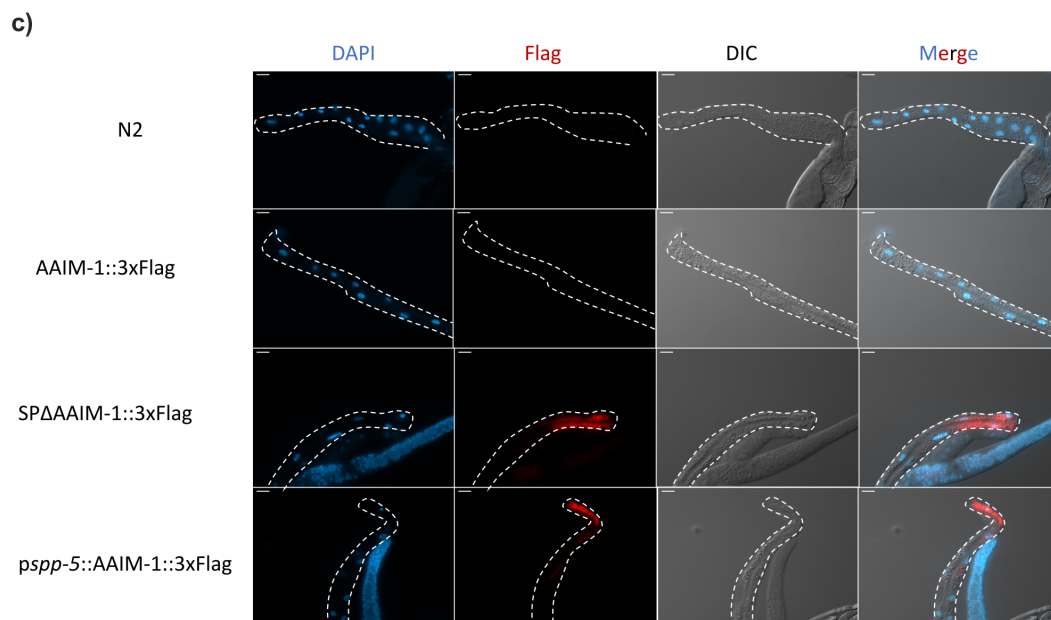 c)
DAPI Flag DIC Merge
N2
AAIM-1::3xFlag
SPΔAAIM-1::3xFlag
pspp-5::AAIM-1::3xFlag